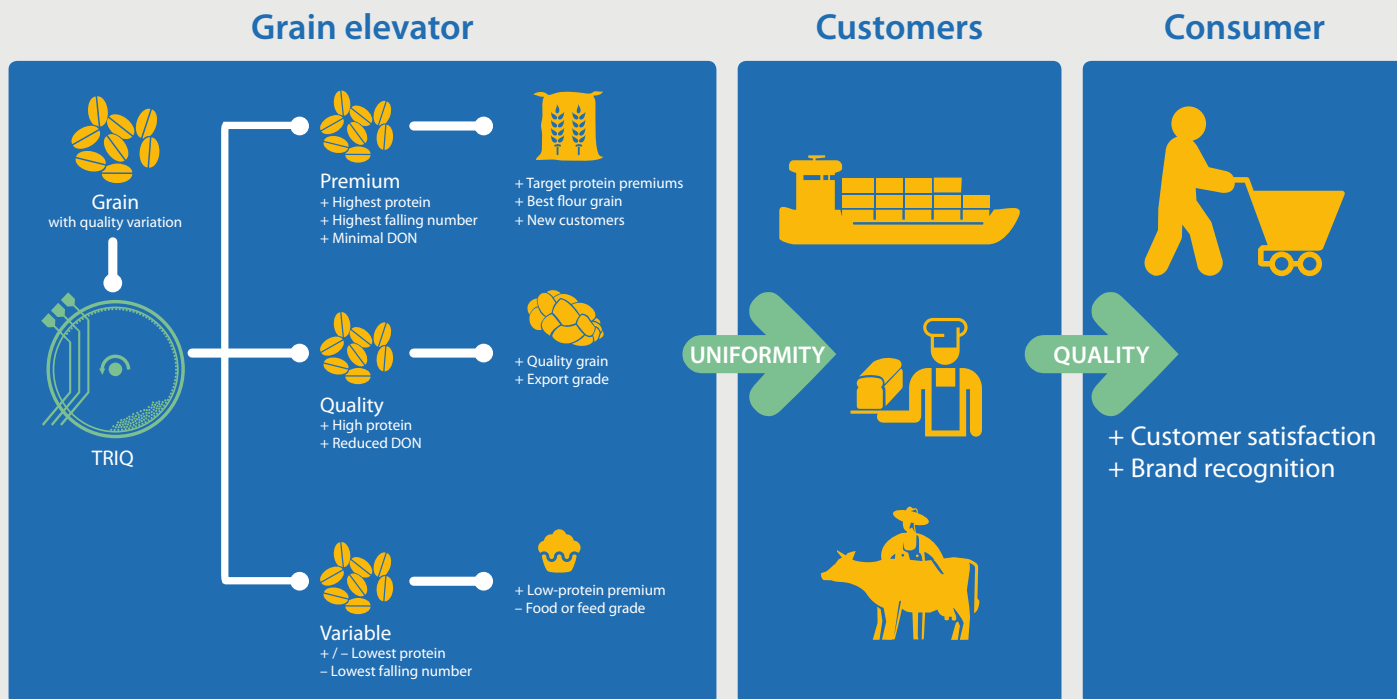 Grain elevator
Customers
Consumer
Grain
with quality variation
TRIQ
Premium
+ Highest protein
+ Highest falling number
+ Minimal DON
+ Target protein premiums
+ Best flour grain
+ New customers
Quality
+ High protein
+ Reduced DON
+ Quality grain
+ Export grade
Variable
+ / – Lowest protein
– Lowest falling number
+ Low-protein premium
– Food or feed grade
UNIFORMITY
QUALITY
+ Customer satisfaction
+ Brand recognition